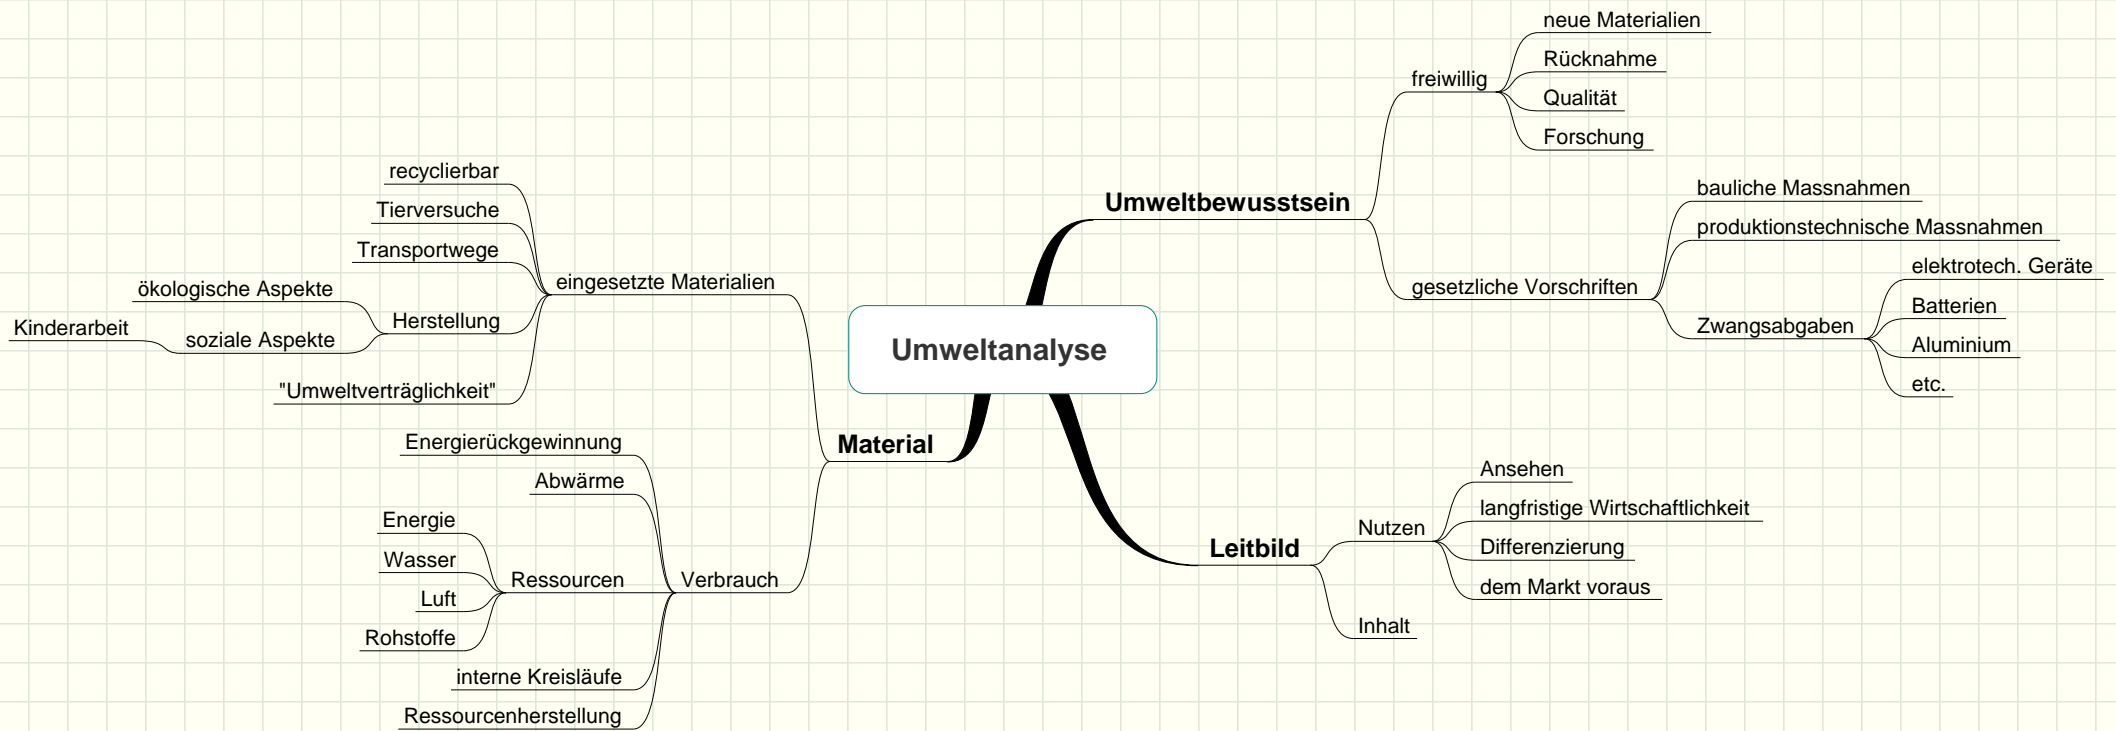 Umweltanalyse
Umweltbewusstsein
freiwillig
neue Materialien
Rücknahme
Qualität
Forschung
gesetzliche Vorschriften
bauliche Massnahmen
produktionstechnische Massnahmen
Zwangsabgaben
elektrotech. Geräte
Batterien
Aluminium
etc.
Leitbild
Nutzen
Ansehen
langfristige Wirtschaftlichkeit
Differenzierung
dem Markt voraus
Inhalt
Material
eingesetzte Materialien
recyclierbar
Tierversuche
Transportwege
Herstellung
ökologische Aspekte
soziale Aspekte
Kinderarbeit
"Umweltverträglichkeit"
Verbrauch
Energierückgewinnung
Abwärme
Ressourcen
Energie
Wasser
Luft
Rohstoffe
interne Kreisläufe
Ressourcenherstellung